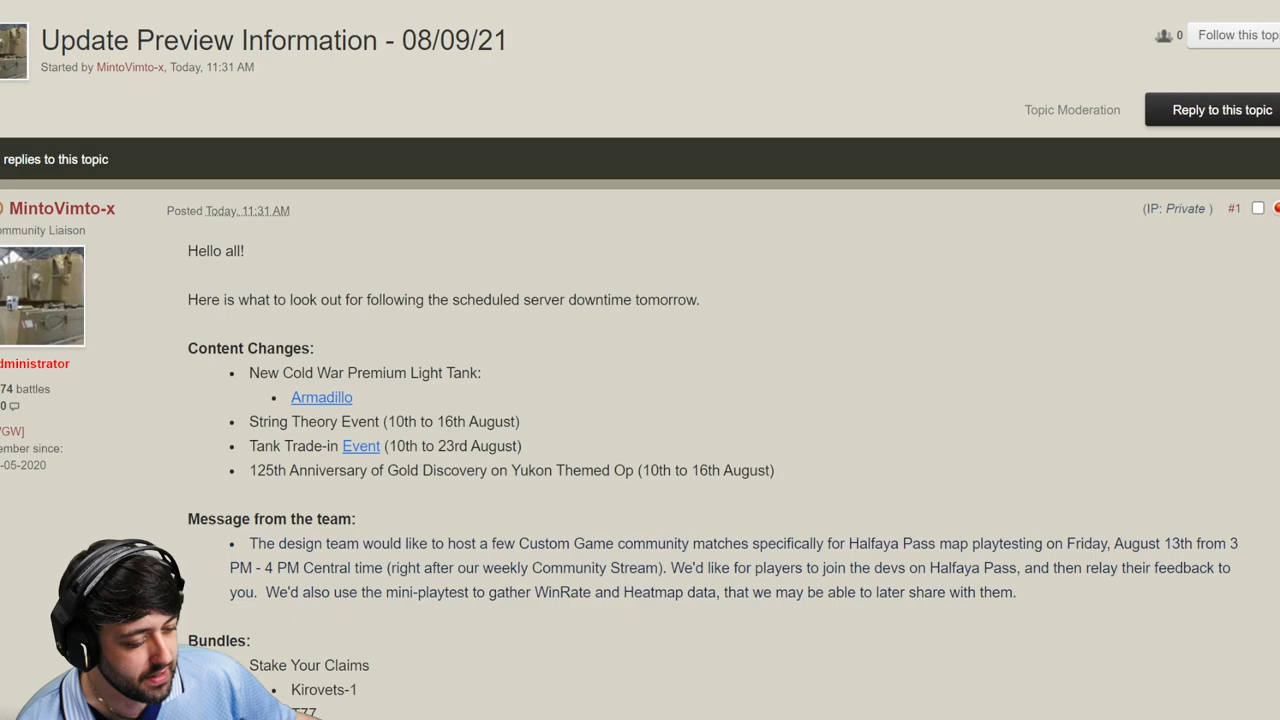 Update Preview Information - 08/09/21
0
Follow this
Started by MintoVimto-x, Today, 11:31 AM
Topic Moderation
Reply to this topic
replies to this topic
MintoVimto-x
Posted Today, 11:31 AM
(IP: Private ) #1
Hello all!
Here is what to look out for following the scheduled server downtime tomorrow.
Content Changes:
New Cold War Premium Light Tank:
Armadillo
String Theory Event (10th to 16th August)
Tank Trade-in Event (10th to 23rd August)
125th Anniversary of Gold Discovery on Yukon Themed Op (10th to 16th August)
Liaison
74 battles
0
since:
-05-2020
Message from the team:
The design team would like to host a few Custom Game community matches specifically for Halfaya Pass map playtesting on Friday, August 13th from 3
PM - 4 PM Central time (right after our weekly Community Stream). We'd like for players to join the devs on Halfaya Pass, and then relay their feedback to
you. We'd also use the mini-playtest to gather WinRate and Heatmap data, that we may be able to later share with them.
Bundles:
Stake Your Claims
Kirovets-1
T77